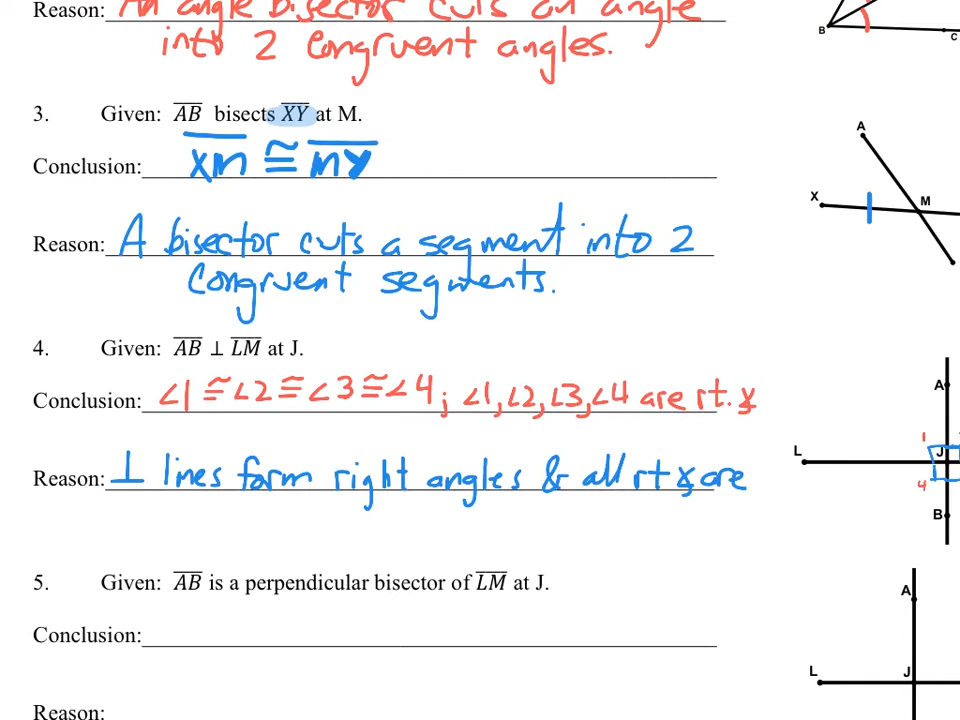 Reason: An angle bisector cuts an angle
into 2 congruent angles.
B
C
3. Given: AB bisects XY at M.
Conclusion: XM ≅ MY
Reason: A bisector cuts a segment into 2
congruent segments.
A
X
M
4. Given: AB ⊥ LM at J.
Conclusion: ∠1 ≅ ∠2 ≅ ∠3 ≅ ∠4; ∠1, ∠2, ∠3, ∠4 are rt. ∡
Reason: ⊥ lines form right angles & all rt ∡ are
A
1
L
J
4
B
5. Given: AB is a perpendicular bisector of LM at J.
Conclusion:
A
L
J
Reason: